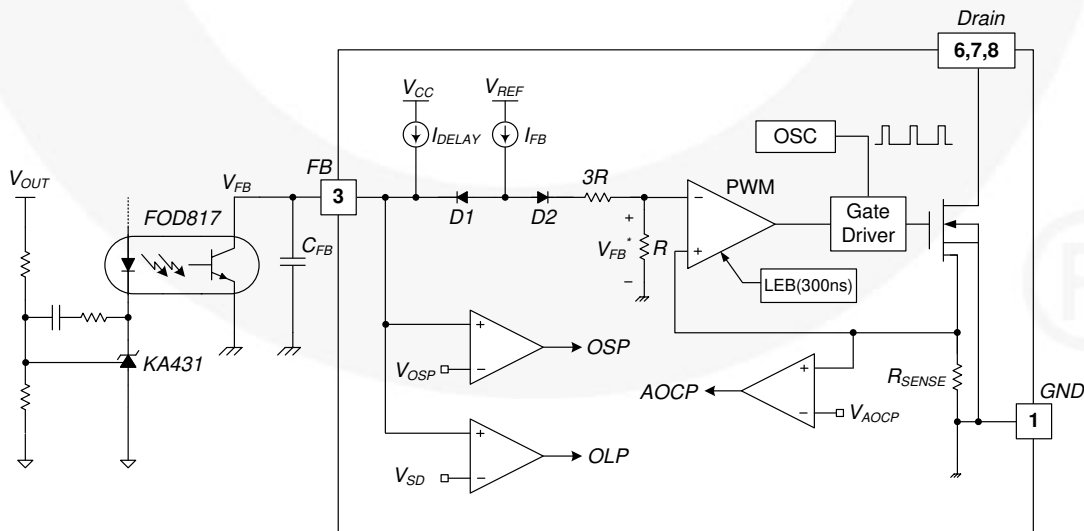 Drain
6,7,8
V_CC
V_REF
I_DELAY
I_FB
OSC
V_OUT
V_FB
FB
3
FOD817
D1
D2
3R
PWM
Gate
Driver
C_FB
+
V_FB*
R
−
−
+
LEB(300ns)
KA431
+
V_OSP
−
OSP
AOCP
+
−
V_AOCP
R_SENSE
GND
1
+
V_SD
−
OLP